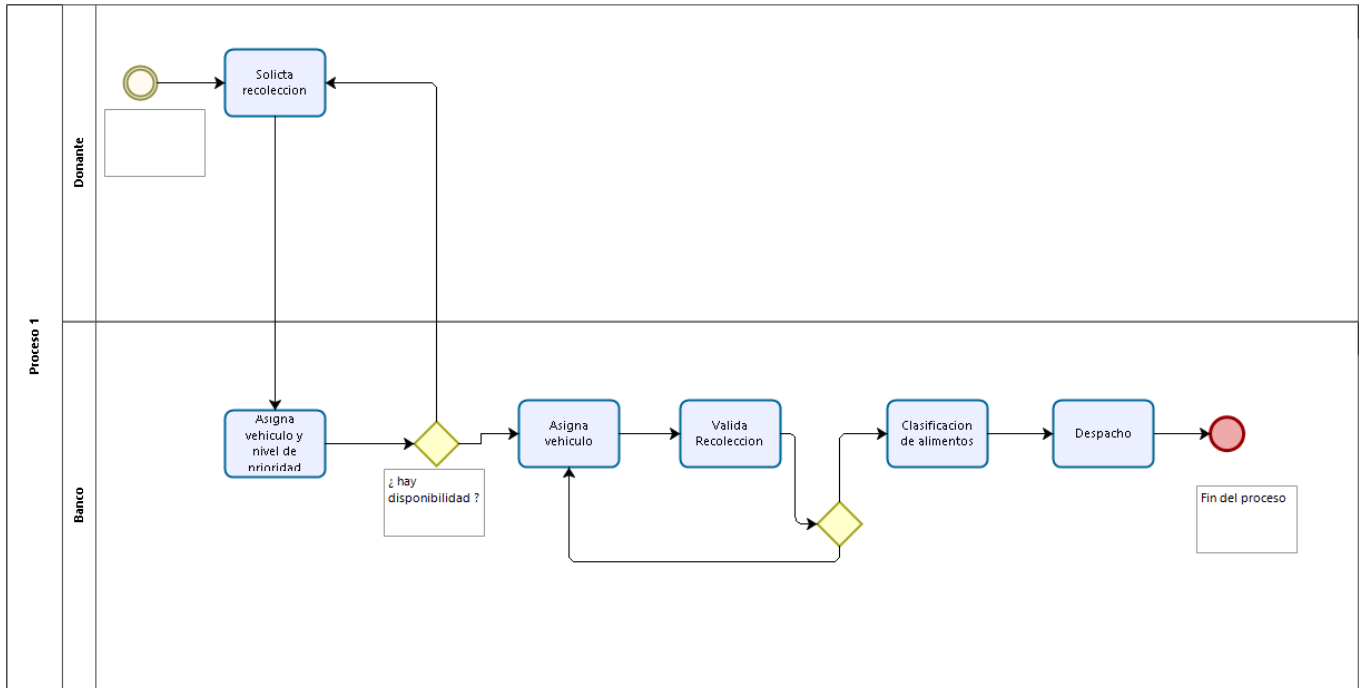 Proceso 1
Donante
Solicta
recoleccion
Banco
Asigna
vehiculo y
nivel de
prioridad
¿ hay
disponibilidad ?
Asigna
vehiculo
Valida
Recoleccion
Clasificacion
de alimentos
Despacho
Fin del proceso